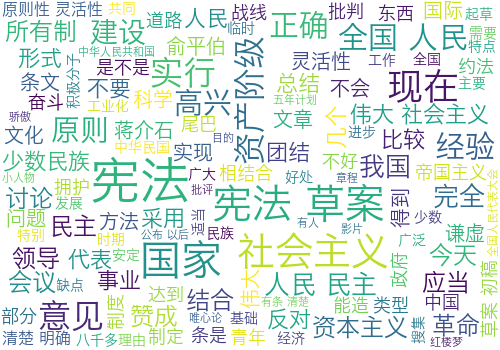 原则性 灵活性 共同
道路 人民 战线 批判 东西 国际 起草
所有制 建设 正确 全国 人民 需要 特点
俞平伯 临时 约法
形式 中华人民共和国 是不是 实行 资产 阶级 灵活性 工作 全国 主要
条文 积极分子 不要 高兴 总结 不会 现在
奋斗 工业化 科学 五年计划 伟大 社会主义
骄傲 文化 原则 蒋介石 尾巴 文章 几个 进步 比较 经验
中华民国 目的
少数民族 实现 团结 不好 我国 帝国主义
小人物 拥护 宪法 相结合 广大 好处 章程 完全
讨论 发展 批评 宪法 草案 得到 少数 全国人民代表大会
问题 民主 方法 采用 适当 民族 有人 影片 广泛 谦虚
特别 时期 公布 以后 国家 社会主义 政府 今天
领导 代表 安定 伟大 人民 民主 应当 初稿
会议 缺点 事业 有条 清楚 草案
意见 制度 达到 结合 唯心论 基础 能造 类型 中国
部分 赞成 制定 条是 反对 资本主义 革命 搜集
清楚 明确 八千多 理由 青年 经济 红楼梦